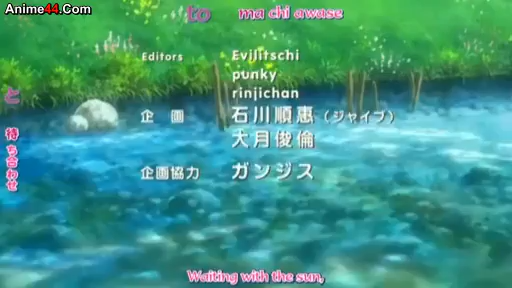 Anime44.Com
to ma chi awase
Editors Evilitschi
punky
rinjichan
企画 石川順恵（ジャイブ）
大月俊倫
企画協力 ガンジス
と 待ち合わせ
Waiting with the sun,